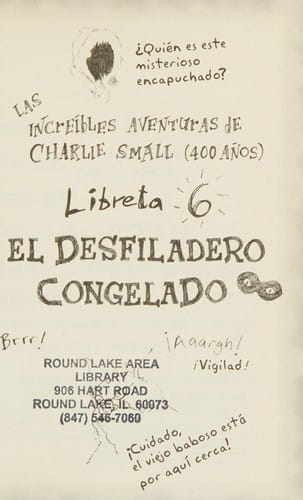 ¿Quién es este
misterioso
encapuchado?
LAS
INCREÍBLES AVENTURAS DE
CHARLIE SMALL (400 AÑOS)
Libreta 6
EL DESFILADERO
CONGELADO
Brrr!
¡Aaargh!
¡Vigilad!
ROUND LAKE AREA
LIBRARY
906 HART ROAD
ROUND LAKE, IL 60073
(847) 546-7060
¡Cuidado,
el viejo baboso está
por aquí cerca!